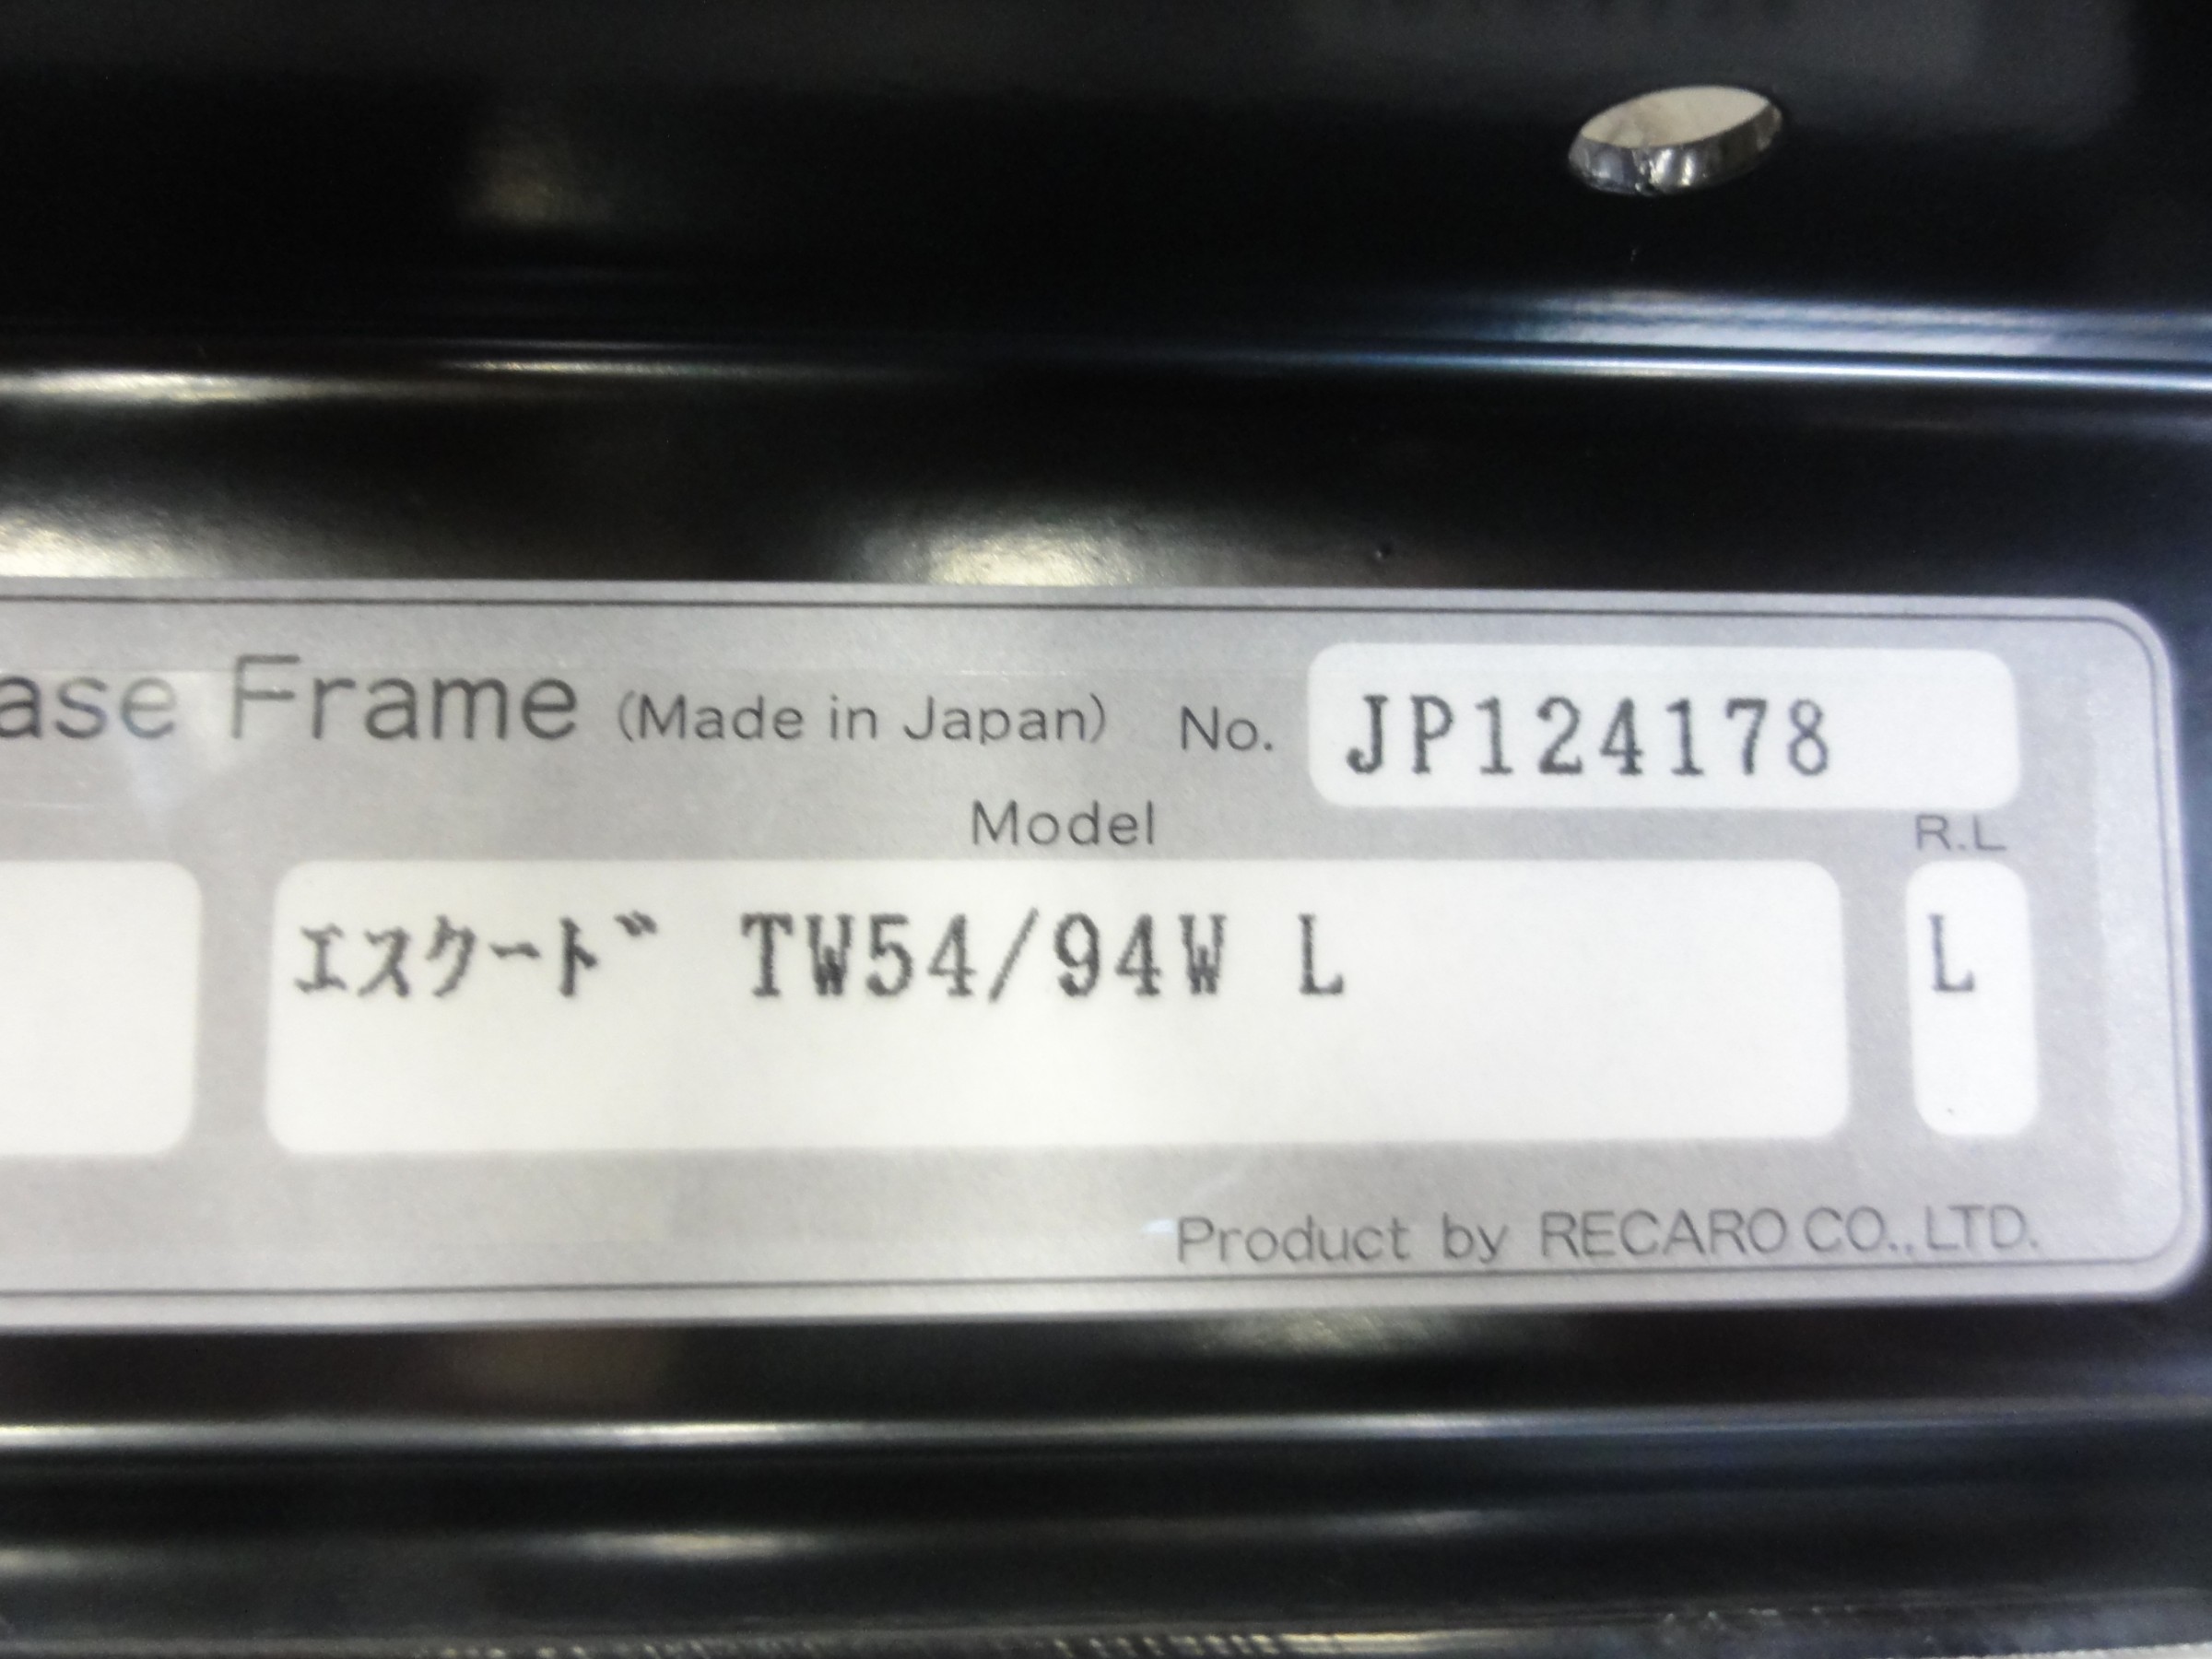 ase Frame (Made in Japan) No. JP124178
Model R.L
エスクード TW54/94W L L
Product by RECARO CO., LTD.